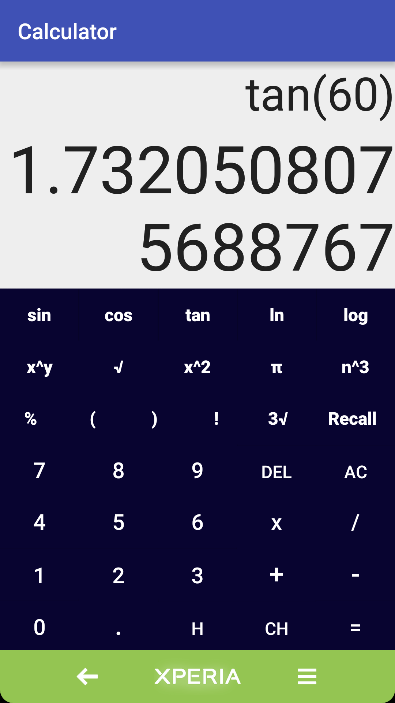 Calculator
tan(60)
1.732050807
5688767
sin cos tan ln log
x^y √ x^2 π n^3
% ( ) ! 3√ Recall
7 8 9 DEL AC
4 5 6 x /
1 2 3 + -
0 . H CH =
XPERIA